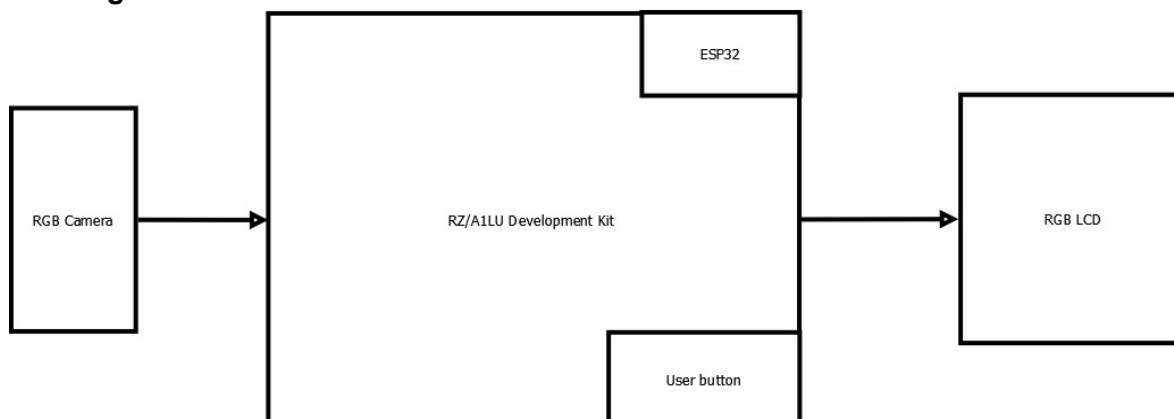 ESP32
RGB Camera
RZ/A1LU Development Kit
RGB LCD
User button